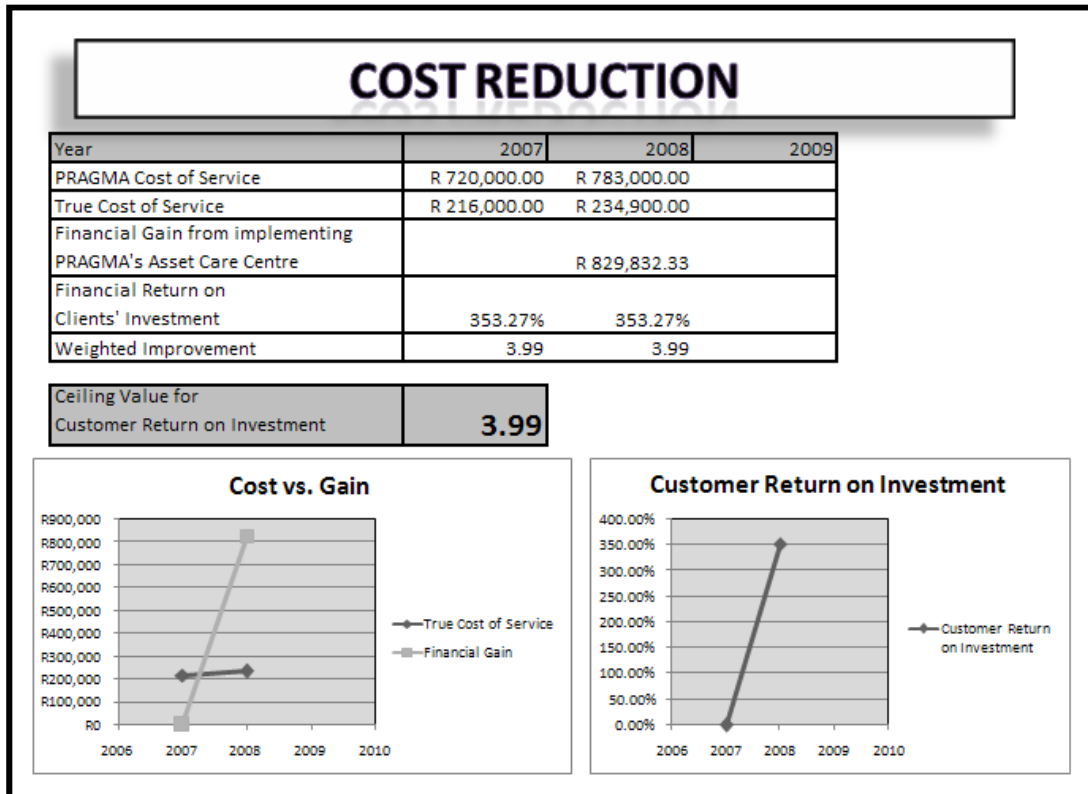 COST REDUCTION
Year 2007 2008 2009
PRAGMA Cost of Service R 720,000.00 R 783,000.00
True Cost of Service R 216,000.00 R 234,900.00
Financial Gain from implementing
PRAGMA's Asset Care Centre R 829,832.33
Financial Return on
Clients' Investment 353.27% 353.27%
Weighted Improvement 3.99 3.99
Ceiling Value for
Customer Return on Investment 3.99
Cost vs. Gain
R900,000
R800,000
R700,000
R600,000
R500,000
R400,000
R300,000
R200,000
R100,000
R0
2006 2007 2008 2009 2010
True Cost of Service
Financial Gain
Customer Return on Investment
400.00%
350.00%
300.00%
250.00%
200.00%
150.00%
100.00%
50.00%
0.00%
2006 2007 2008 2009 2010
Customer Return
on Investment